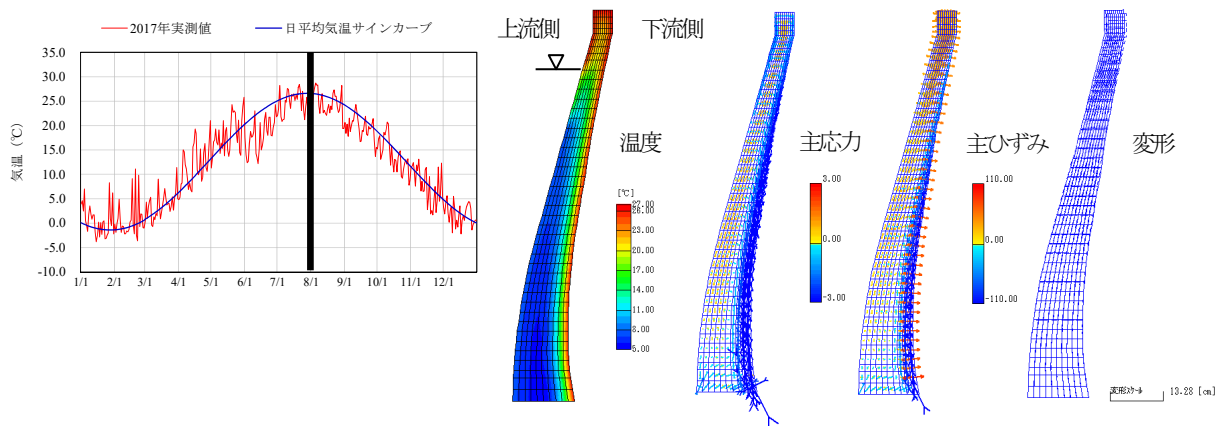 2017年実測値
日平均気温サインカーブ
35.0
30.0
25.0
20.0
15.0
10.0
5.0
0.0
-5.0
-10.0
気温（℃）
1/1 2/1 3/1 4/1 5/1 6/1 7/1 8/1 9/1 10/1 11/1 12/1
上流側
下流側
温度
[℃]
27.00
26.00
20.00
17.00
14.00
8.00
6.00
主応力
3.00
0.00
-3.00
主ひずみ
110.00
0.00
-110.00
変形
変形スケール 13.28 [cm]